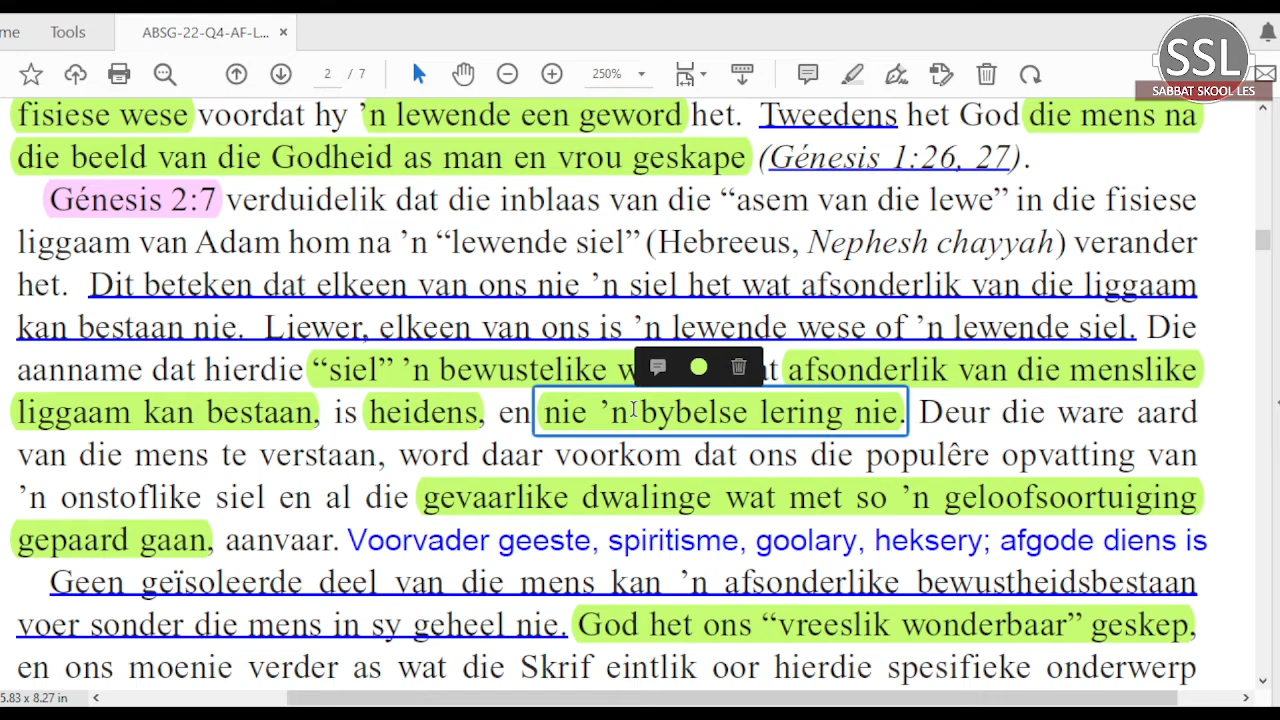 me Tools ABSG-22-Q4-AF-L... ×
2 / 7 250%
SSL
SABBAT SKOOL LES
fisiese wese voordat hy ’n lewende een geword het. Tweedens het God die mens na
die beeld van die Godheid as man en vrou geskape (Génesis 1:26, 27).
Génesis 2:7 verduidelik dat die inblaas van die “asem van die lewe” in die fisiese
liggaam van Adam hom na ’n “lewende siel” (Hebreeus, Nephesh chayyah) verander
het. Dit beteken dat elkeen van ons nie ’n siel het wat afsonderlik van die liggaam
kan bestaan nie. Liewer, elkeen van ons is ’n lewende wese of ’n lewende siel. Die
aanname dat hierdie “siel” ’n bewustelike afsonderlik van die menslike
liggaam kan bestaan, is heidens, en nie ’n bybelse lering nie. Deur die ware aard
van die mens te verstaan, word daar voorkom dat ons die populêre opvatting van
’n onstoflike siel en al die gevaarlike dwalinge wat met so ’n geloofsoortuiging
gepaard gaan, aanvaar. Voorvader geeste, spiritisme, goolary, heksery; afgode diens is
Geen geïsoleerde deel van die mens kan ’n afsonderlike bewustheidsbestaan
voer sonder die mens in sy geheel nie. God het ons “vreeslik wonderbaar” geskep,
en ons moenie verder as wat die Skrif eintlik oor hierdie spesifieke onderwerp
5.83 x 8.27 in